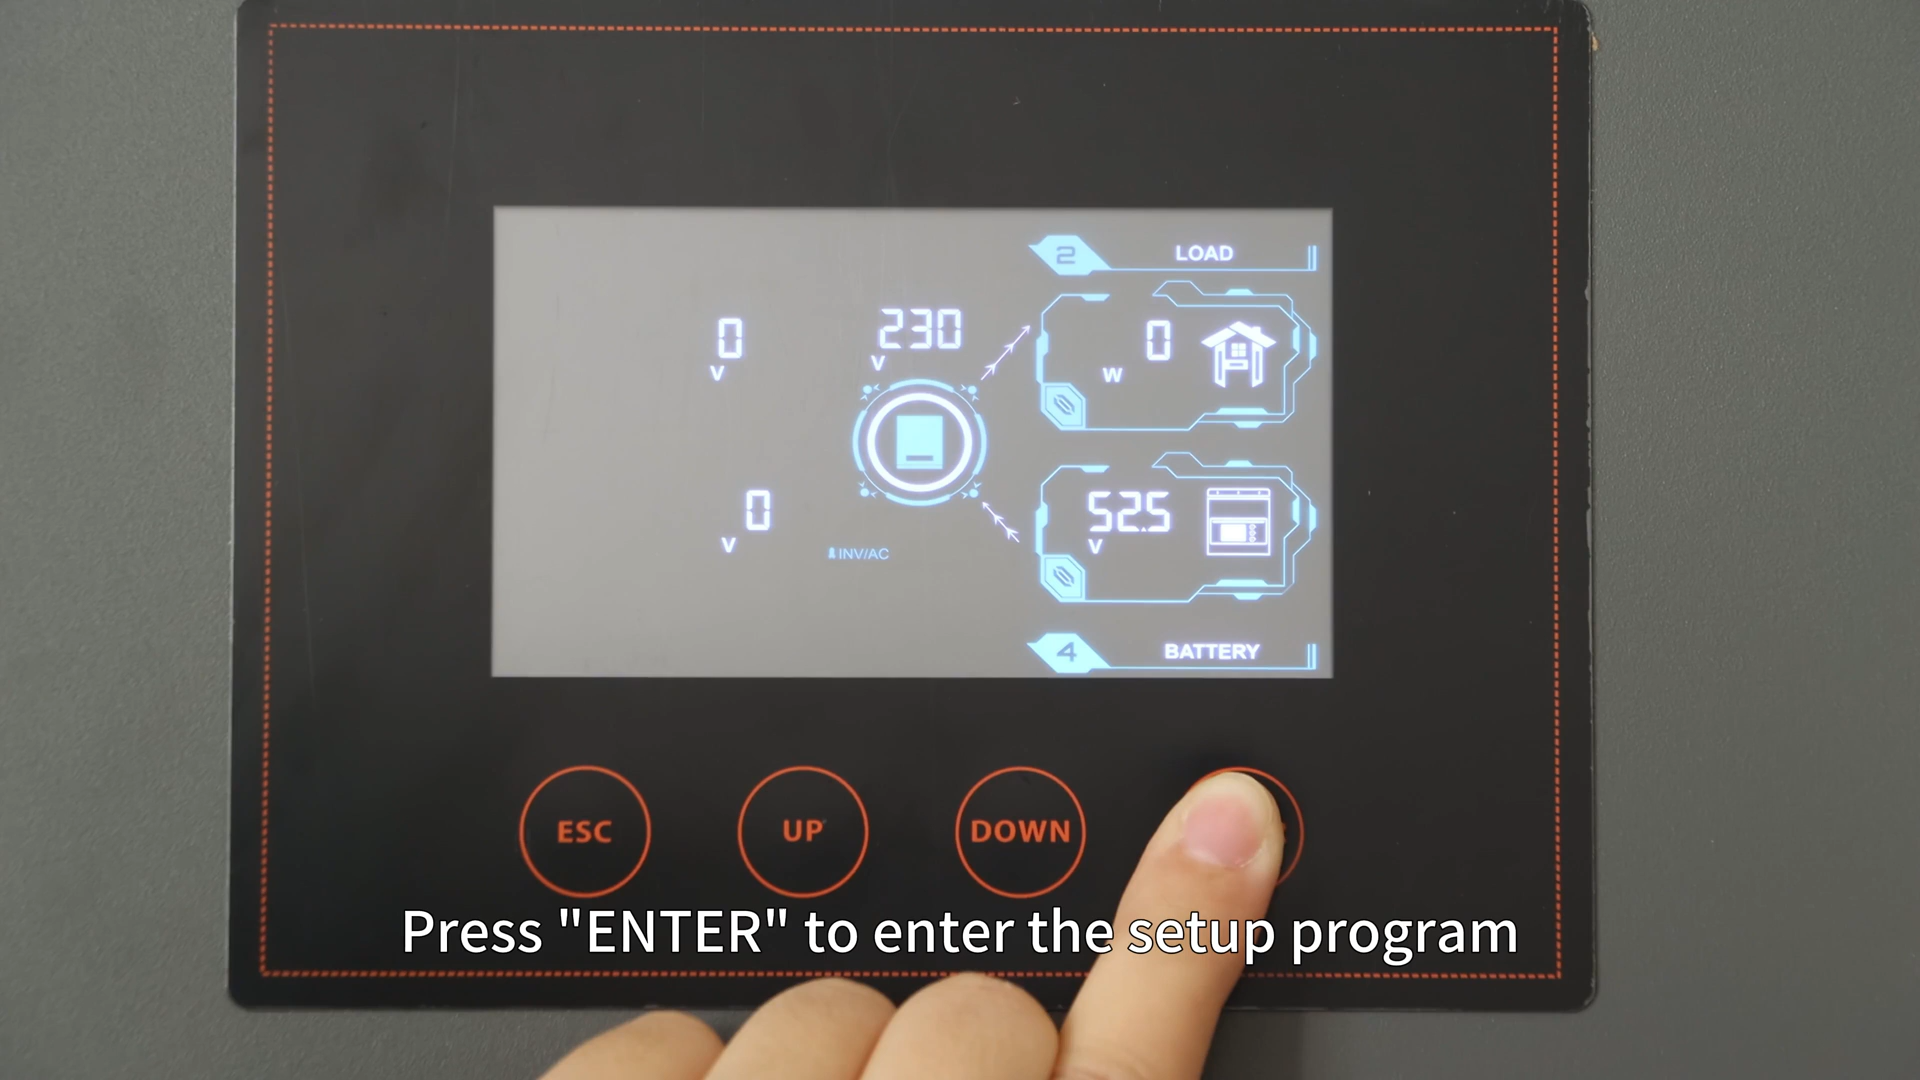 2 LOAD
0 V
230 V
0 W
0 V
INV/AC
52.5 V
4 BATTERY
ESC
UP
DOWN
Press "ENTER" to enter the setup program